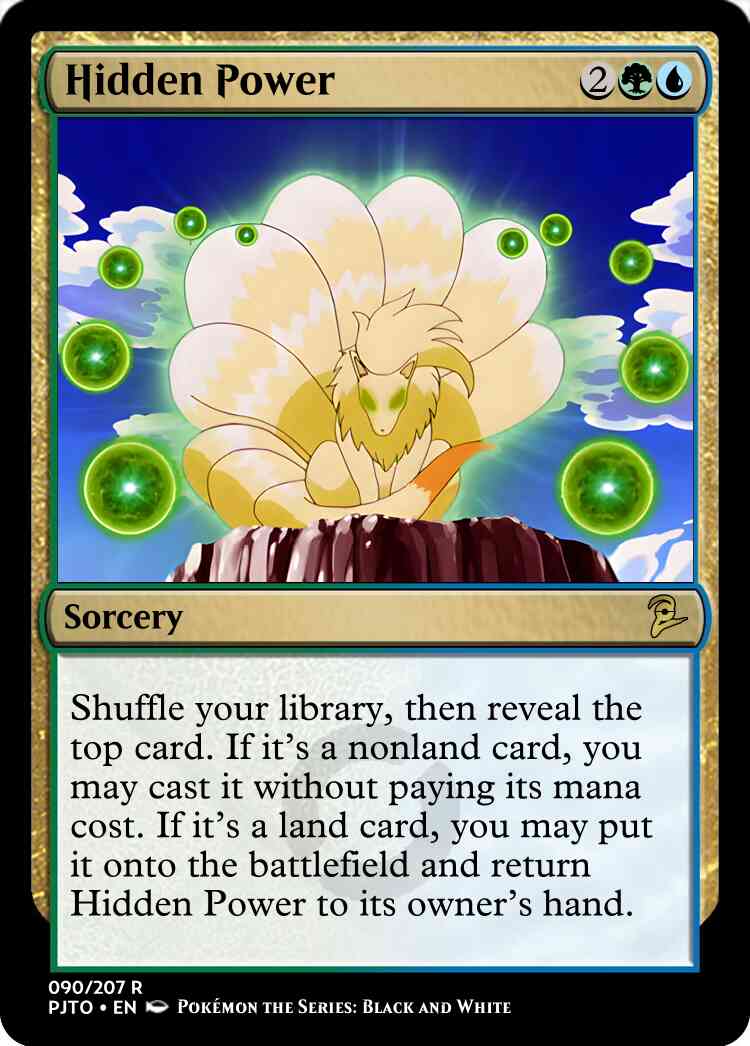 Hidden Power 2
Sorcery
Shuffle your library, then reveal the
top card. If it's a nonland card, you
may cast it without paying its mana
cost. If it's a land card, you may put
it onto the battlefield and return
Hidden Power to its owner's hand.
090/207 R
PJTO • EN Pokémon the Series: Black and White